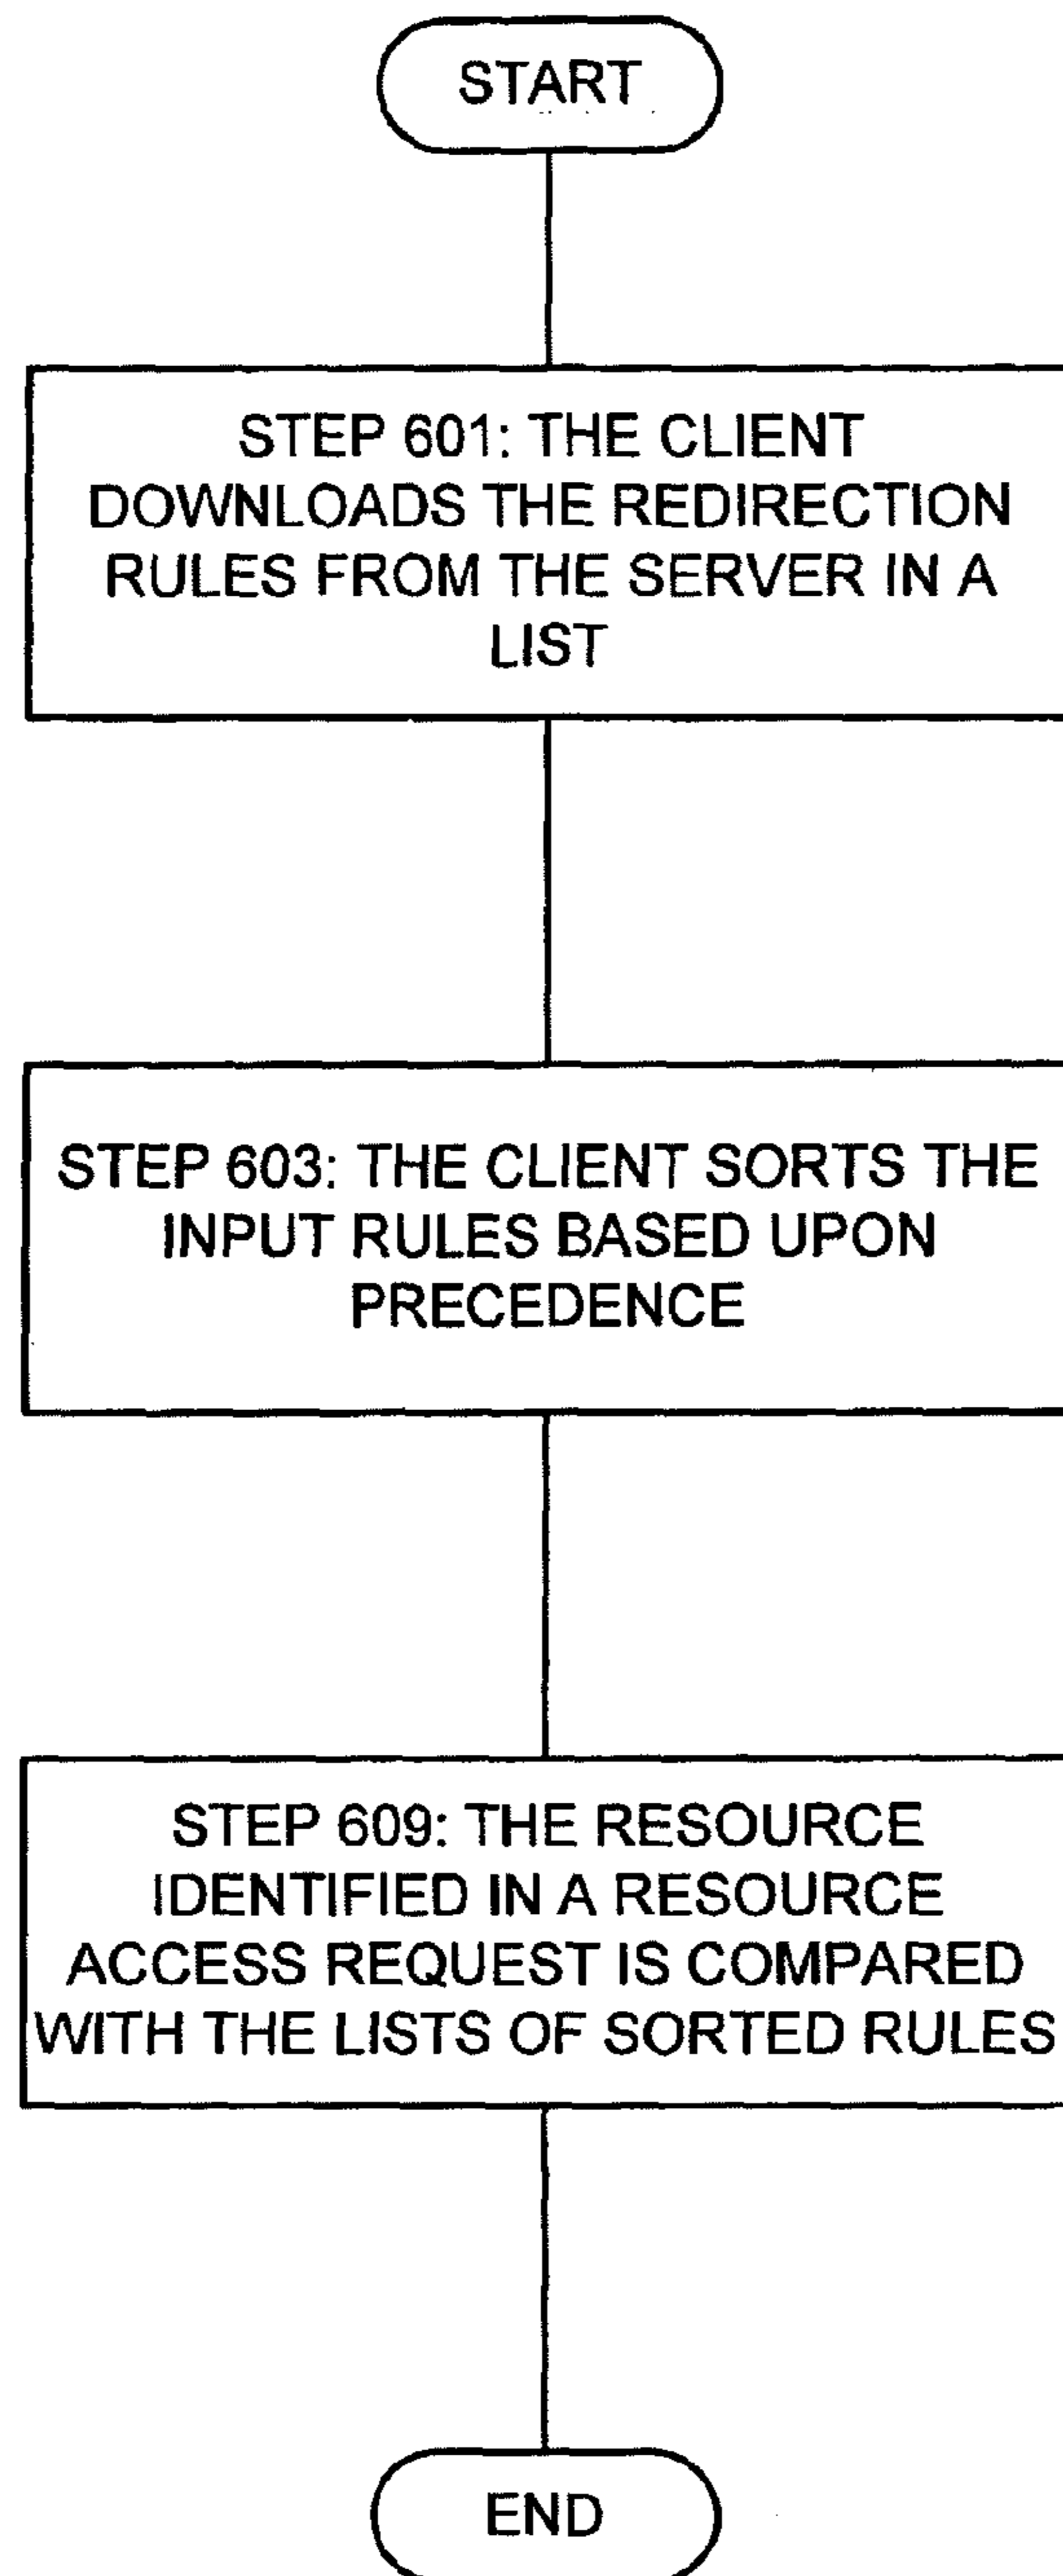 START
STEP 601: THE CLIENT
DOWNLOADS THE REDIRECTION
RULES FROM THE SERVER IN A
LIST
STEP 603: THE CLIENT SORTS THE
INPUT RULES BASED UPON
PRECEDENCE
STEP 609: THE RESOURCE
IDENTIFIED IN A RESOURCE
ACCESS REQUEST IS COMPARED
WITH THE LISTS OF SORTED RULES
END